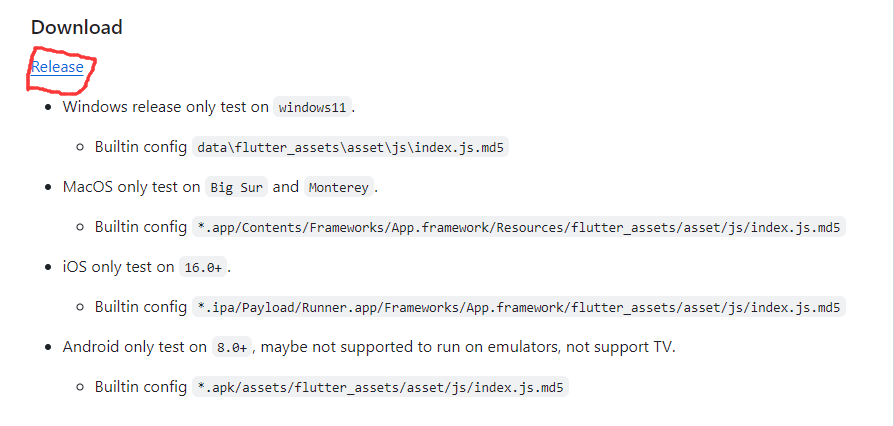 Download
Release
Windows release only test on windows11.
Builtin config data\flutter_assets\asset\js\index.js.md5
MacOS only test on Big Sur and Monterey.
Builtin config *.app/Contents/Frameworks/App.framework/Resources/flutter_assets/asset/js/index.js.md5
iOS only test on 16.0+.
Builtin config *.ipa/Payload/Runner.app/Frameworks/App.framework/flutter_assets/asset/js/index.js.md5
Android only test on 8.0+, maybe not supported to run on emulators, not support TV.
Builtin config *.apk/assets/flutter_assets/asset/js/index.js.md5